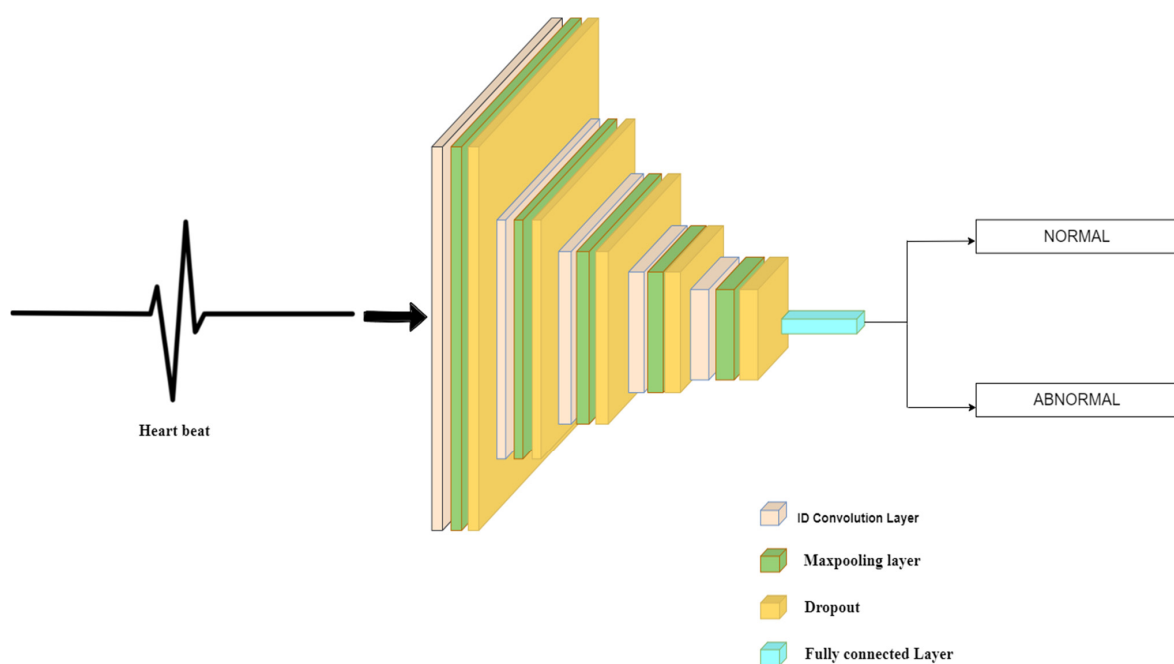 NORMAL
ABNORMAL
Heart beat
ID Convolution Layer
Maxpooling layer
Dropout
Fully connected Layer